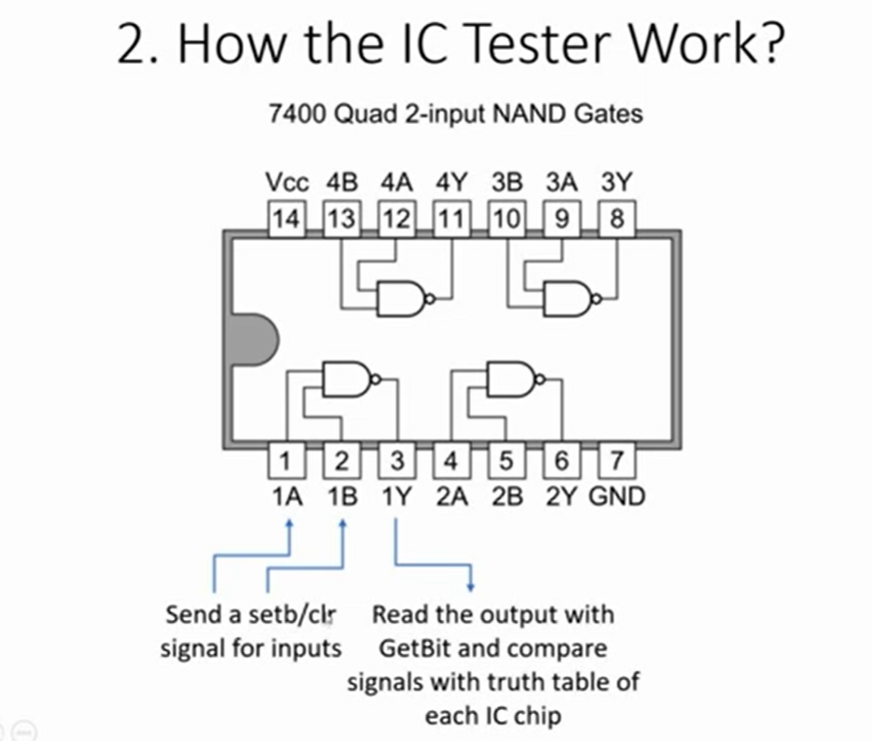 2. How the IC Tester Work?
7400 Quad 2-input NAND Gates
Vcc 4B 4A 4Y 3B 3A 3Y
14 13 12 11 10 9 8
1 2 3 4 5 6 7
1A 1B 1Y 2A 2B 2Y GND
Send a setb/clr
signal for inputs
Read the output with
GetBit and compare
signals with truth table of
each IC chip